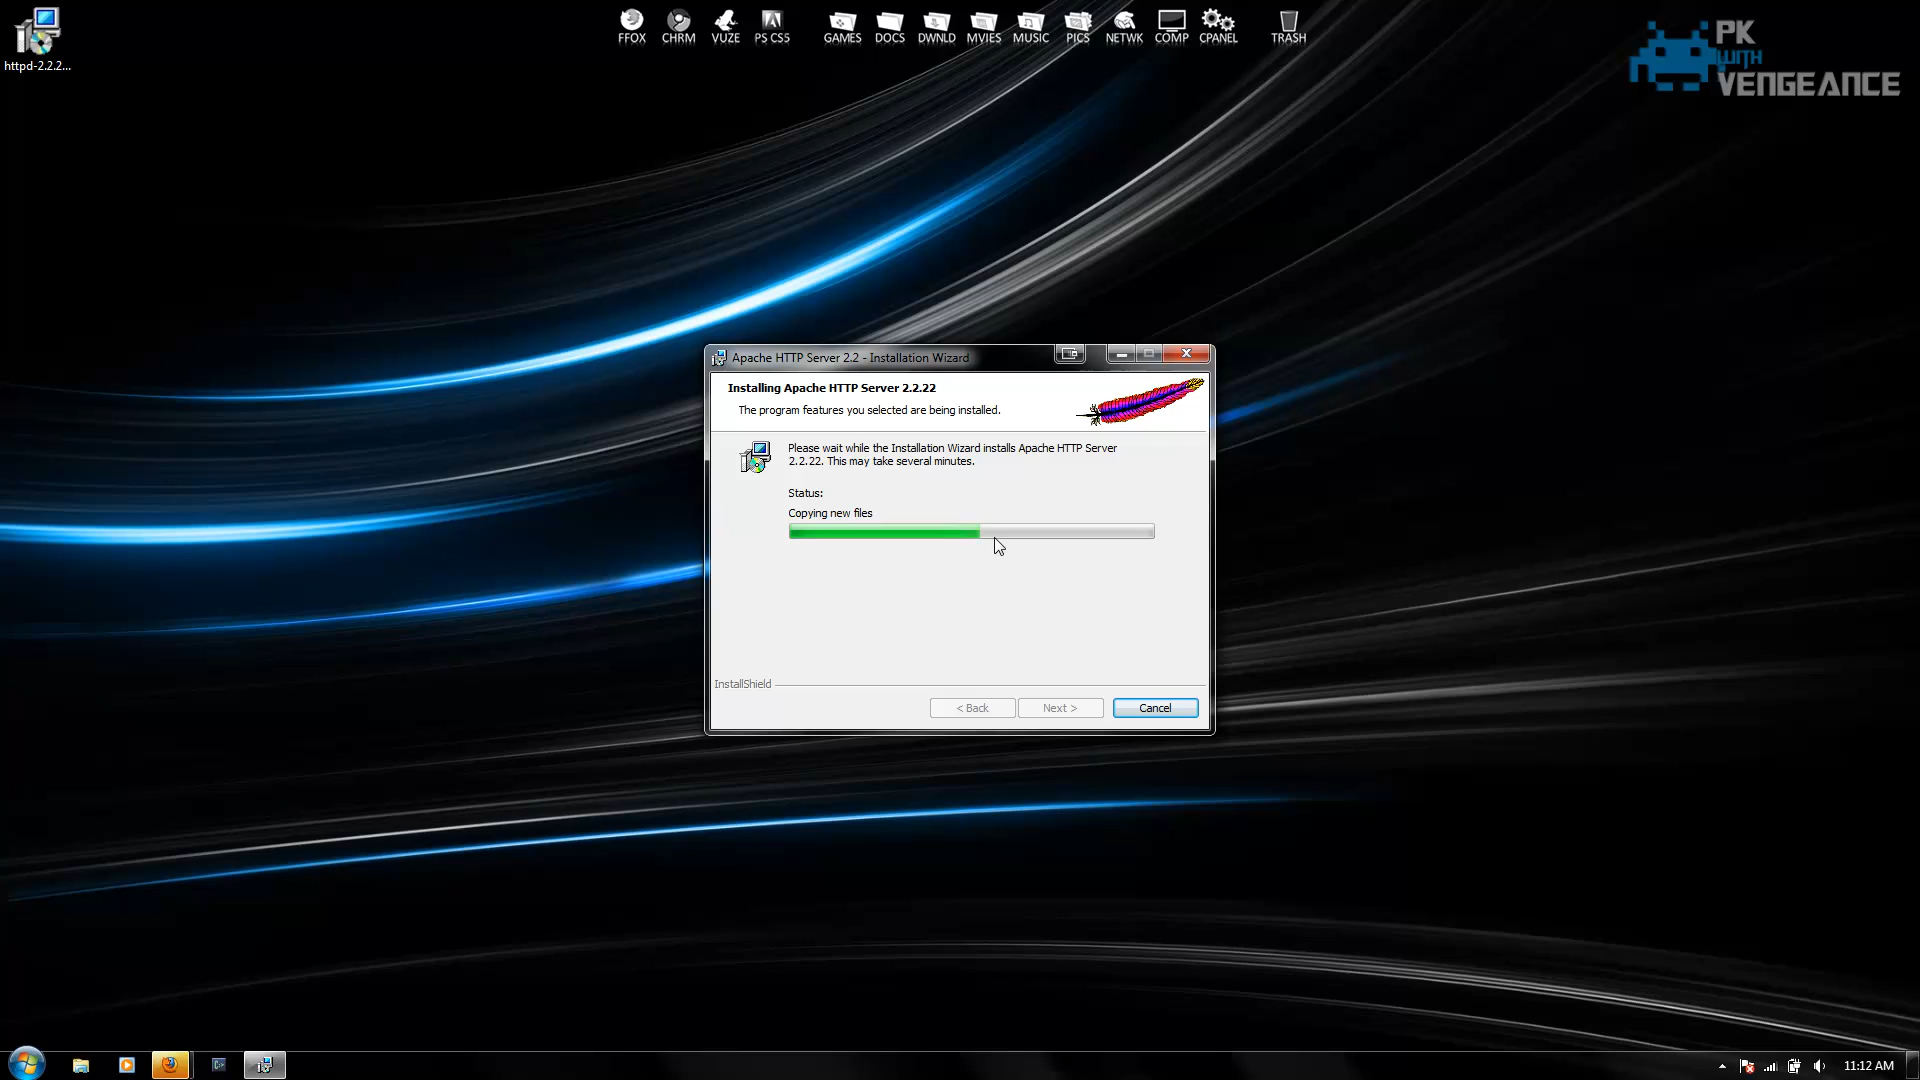 httpd-2.2.2...
FFOX CHRM VUZE PS CS5 GAMES DOCS DWNLD MVIES MUSIC PICS NETWK COMP CPANEL TRASH
PK
WITH
VENGEANCE
Apache HTTP Server 2.2 - Installation Wizard
Installing Apache HTTP Server 2.2.22
The program features you selected are being installed.
Please wait while the Installation Wizard installs Apache HTTP Server
2.2.22. This may take several minutes.
Status:
Copying new files
InstallShield
< Back Next > Cancel
11:12 AM